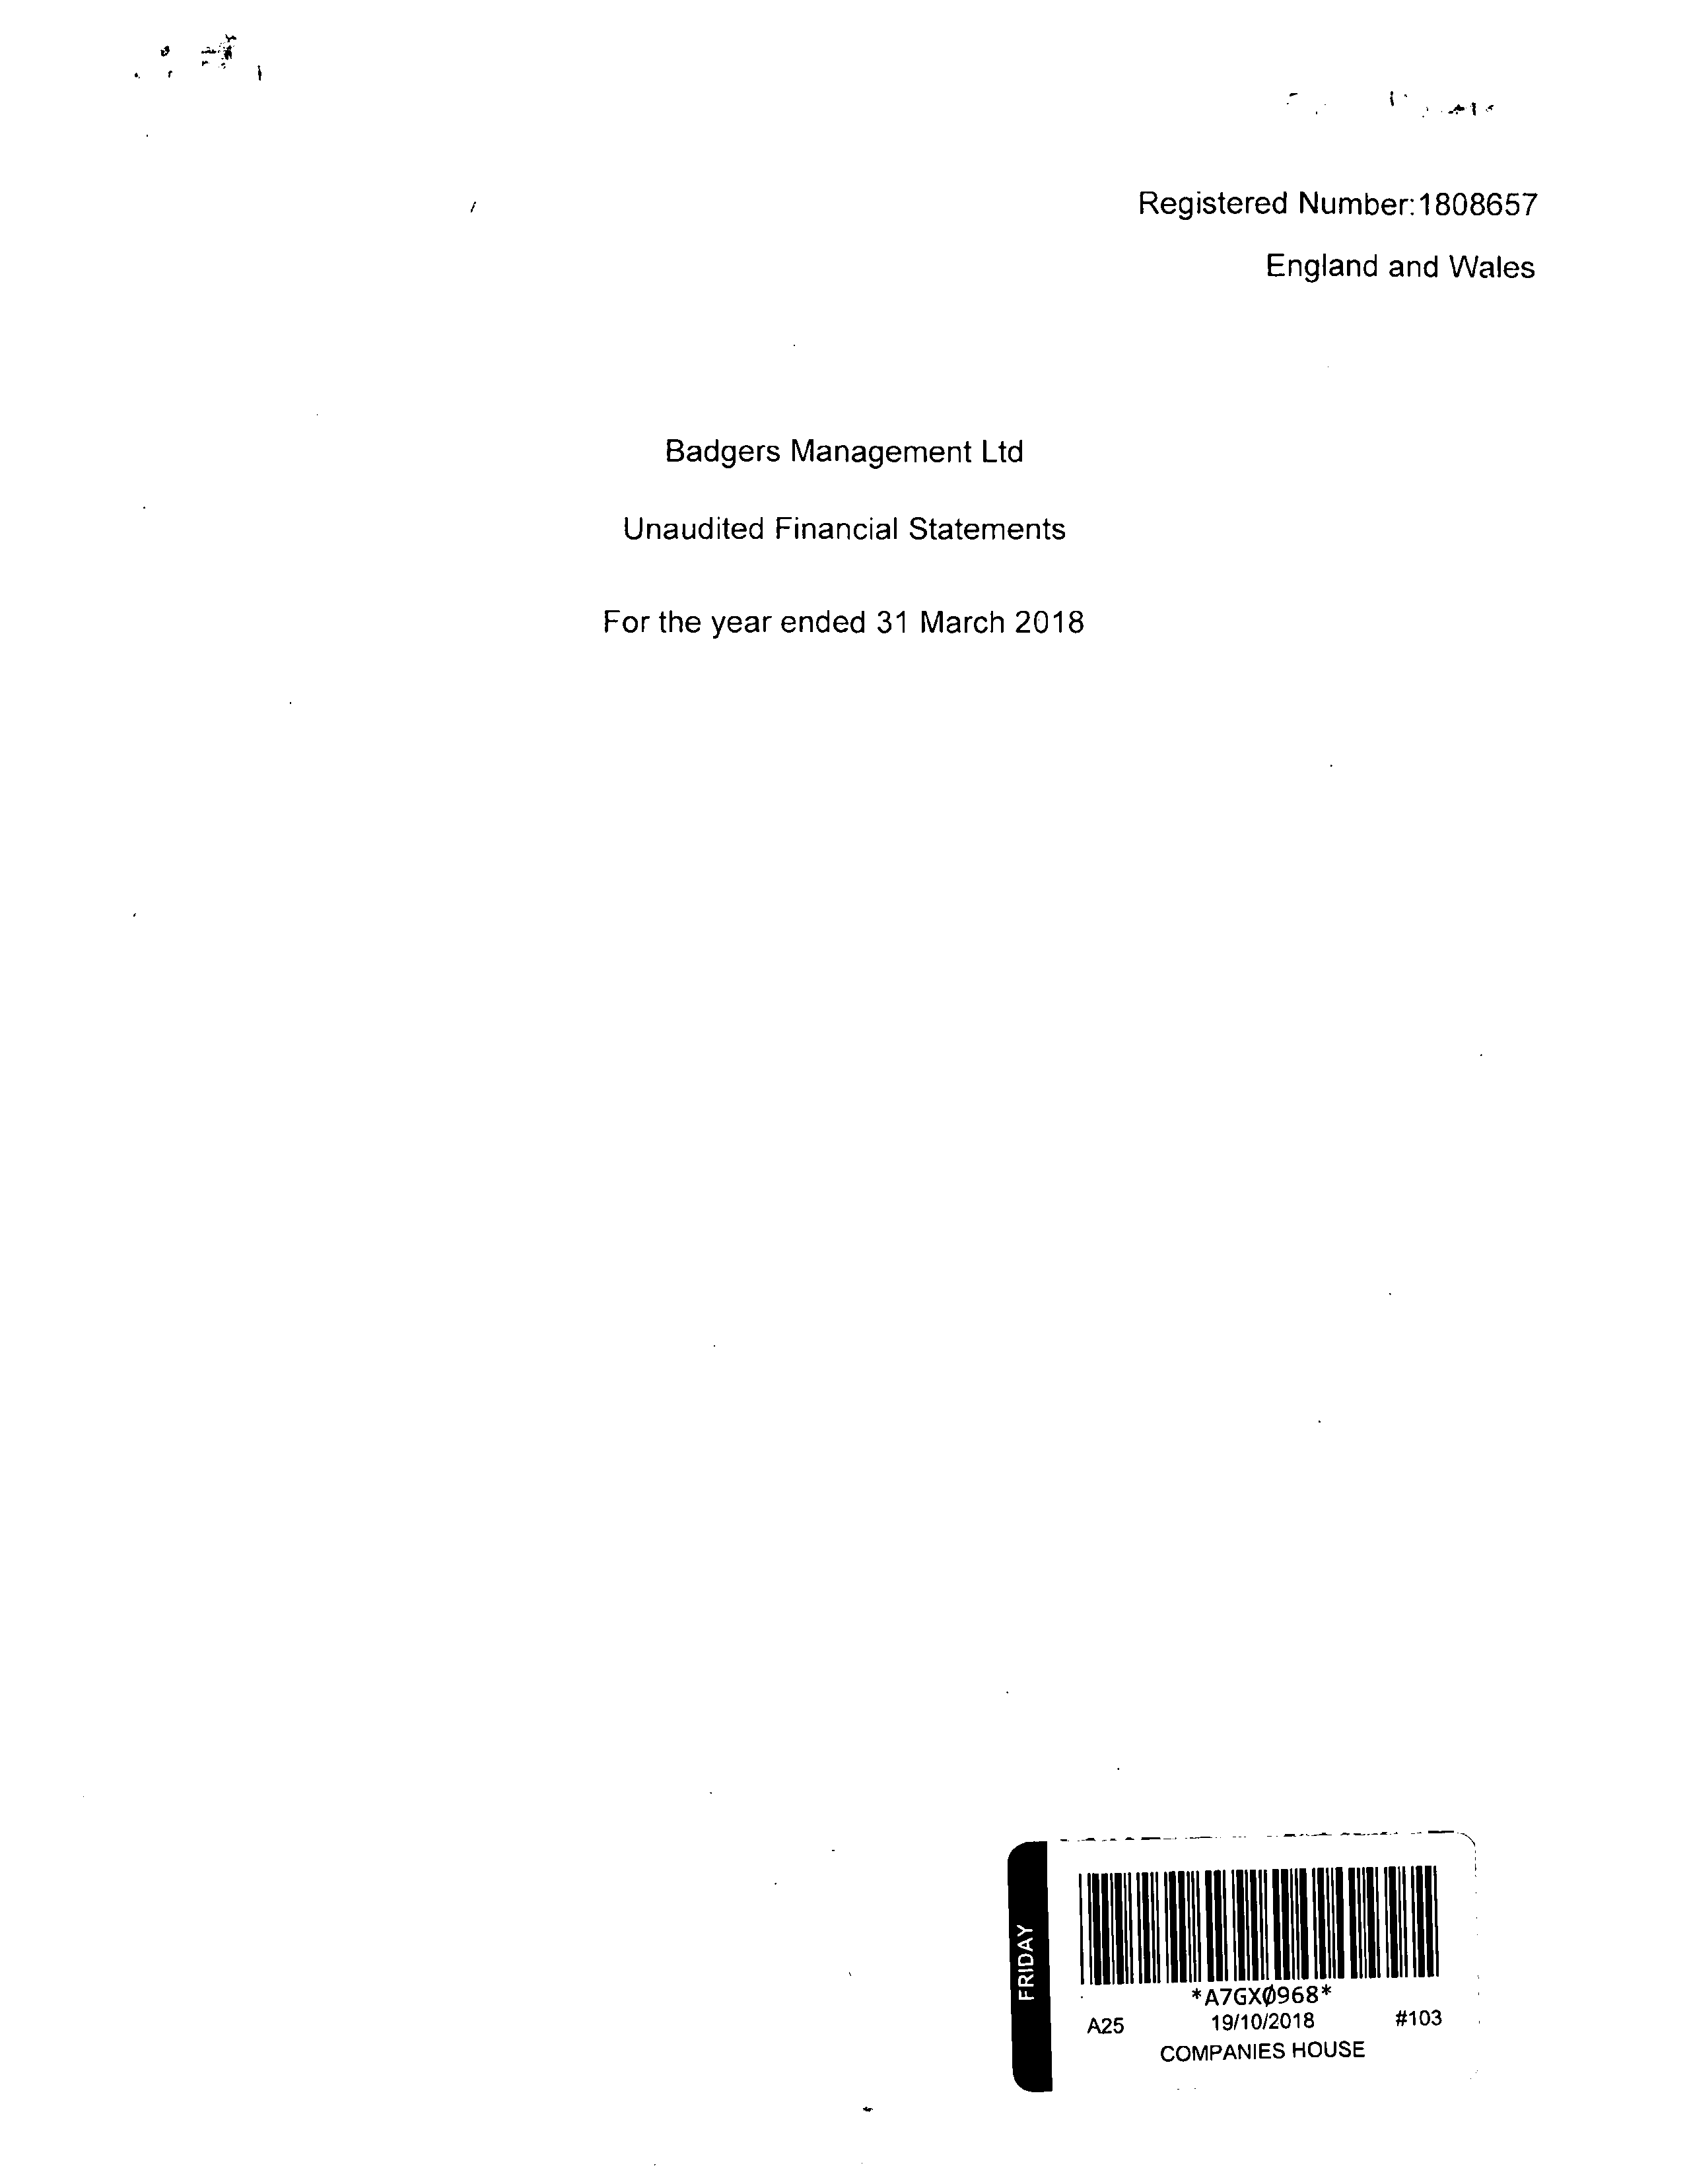 Registered Number:1808657
England and Wales
Badgers Management Ltd
Unaudited Financial Statements
For the year ended 31 March 2018
FRIDAY
*A7GX0968*
A25 19/10/2018 #103
COMPANIES HOUSE